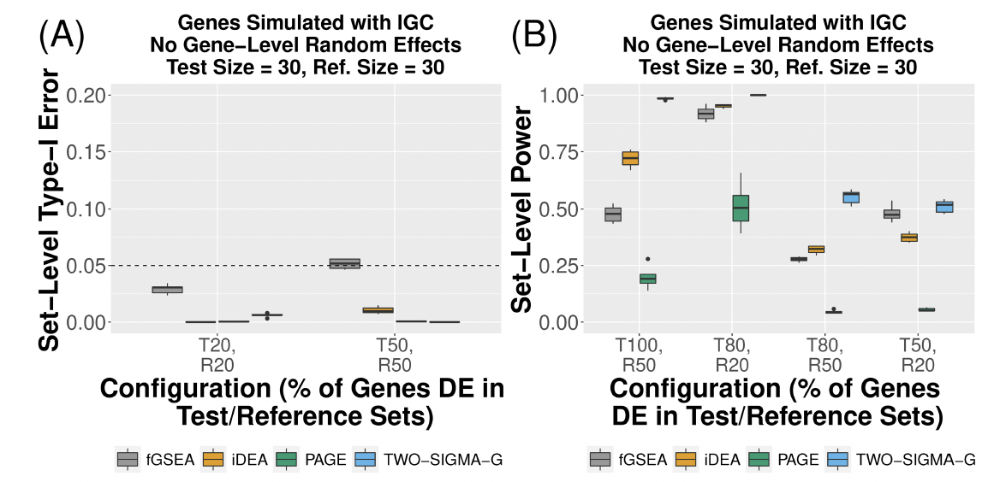 (A)
Genes Simulated with IGC
No Gene−Level Random Effects
Test Size = 30, Ref. Size = 30
Set−Level Type−I Error
0.20
0.15
0.10
0.05
0.00
T20,
R20
T50,
R50
Configuration (% of Genes DE in
Test/Reference Sets)
fGSEA iDEA PAGE TWO−SIGMA−G
(B)
Genes Simulated with IGC
No Gene−Level Random Effects
Test Size = 30, Ref. Size = 30
Set−Level Power
1.00
0.75
0.50
0.25
0.00
T100,
R50
T80,
R20
T80,
R50
T50,
R20
Configuration (% of Genes
DE in Test/Reference Sets)
fGSEA iDEA PAGE TWO−SIGMA−G